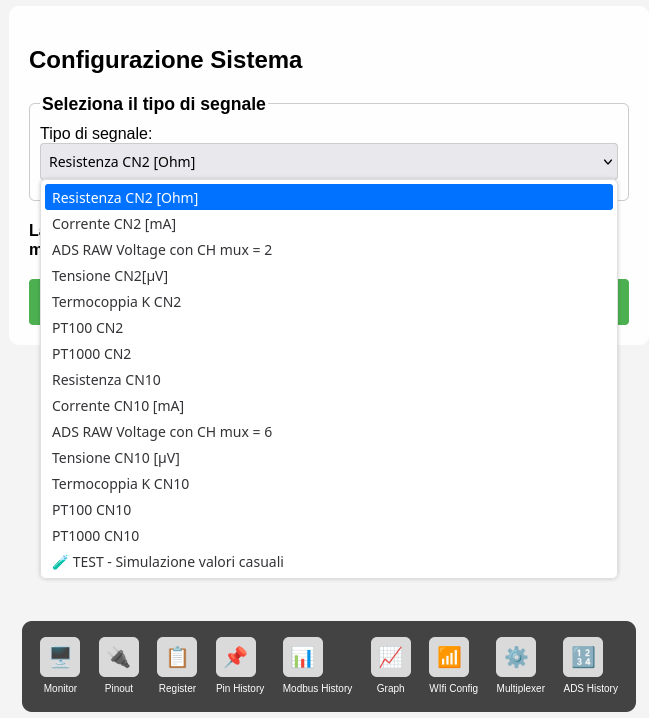 Configurazione Sistema
Seleziona il tipo di segnale
Tipo di segnale:
Resistenza CN2 [Ohm]
Resistenza CN2 [Ohm]
Corrente CN2 [mA]
ADS RAW Voltage con CH mux = 2
Tensione CN2[µV]
Termocoppia K CN2
PT100 CN2
PT1000 CN2
Resistenza CN10
Corrente CN10 [mA]
ADS RAW Voltage con CH mux = 6
Tensione CN10 [µV]
Termocoppia K CN10
PT100 CN10
PT1000 CN10
TEST - Simulazione valori casuali
Monitor Pinout Register Pin History Modbus History Graph WIfi Config Multiplexer ADS History